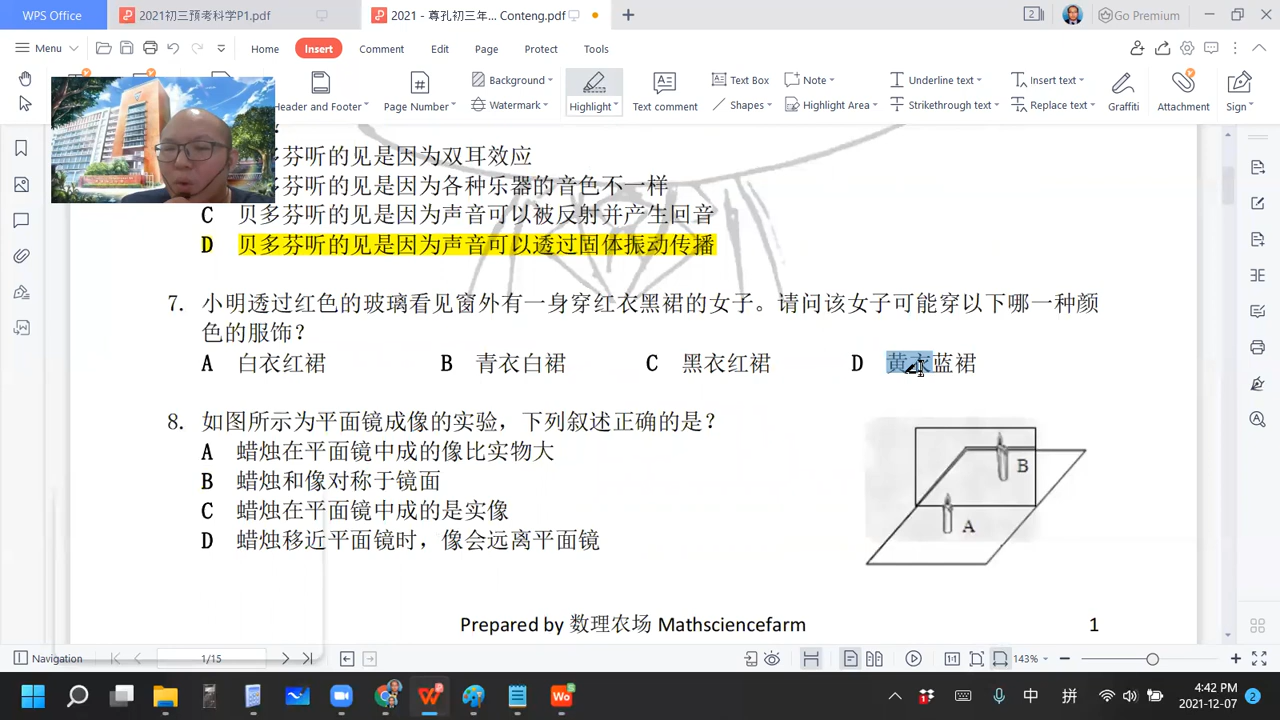 WPS Office
2021初三预考科学P1.pdf
2021 - 尊孔初三年... Conteng.pdf
2
Go Premium
Menu
Home
Insert
Comment
Edit
Page
Protect
Tools
Header and Footer
Page Number
Background
Watermark
Highlight
Text comment
Text Box
Shapes
Note
Highlight Area
Underline text
Strikethrough text
Insert text
Replace text
Graffiti
Attachment
Sign
多芬听的见是因为双耳效应
多芬听的见是因为各种乐器的音色不一样
C 贝多芬听的见是因为声音可以被反射并产生回音
D 贝多芬听的见是因为声音可以透过固体振动传播
7. 小明透过红色的玻璃看见窗外有一身穿红衣黑裙的女子。请问该女子可能穿以下哪一种颜
色的服饰？
A 白衣红裙 B 青衣白裙 C 黑衣红裙 D 黄衣蓝裙
8. 如图所示为平面镜成像的实验，下列叙述正确的是？
A 蜡烛在平面镜中成的像比实物大
B 蜡烛和像对称于镜面
C 蜡烛在平面镜中成的是实像
D 蜡烛移近平面镜时，像会远离平面镜
B
A
Prepared by 数理农场 Mathsciencefarm 1
Navigation
1/15
143%
中
拼
4:42 PM
2021-12-07
2